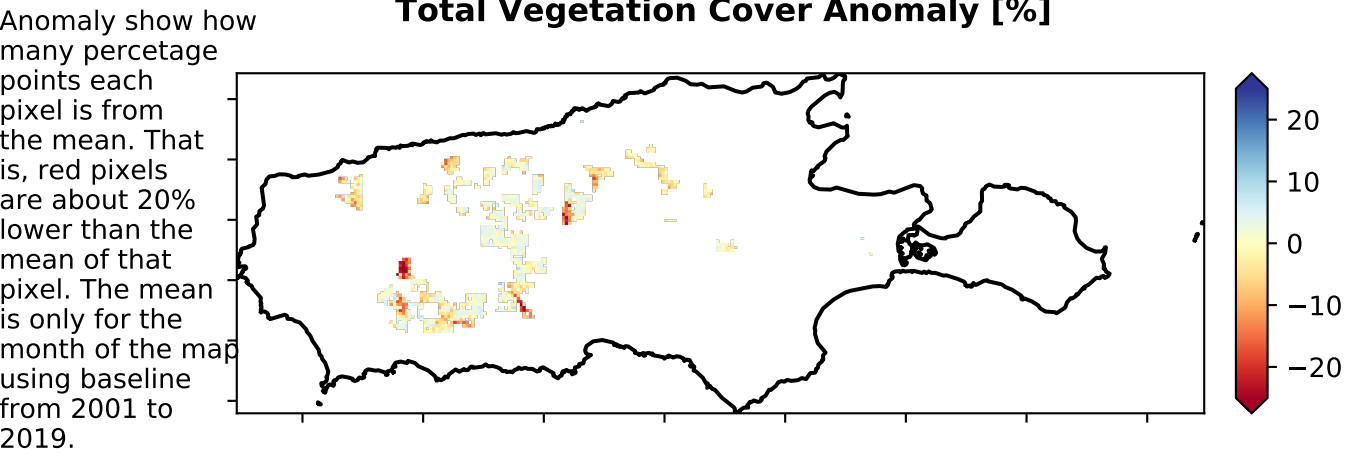 Total Vegetation Cover Anomaly [%]
Anomaly show how
many percetage
points each
pixel is from
the mean. That
is, red pixels
are about 20%
lower than the
mean of that
pixel. The mean
is only for the
month of the map
using baseline
from 2001 to
2019.
20
10
0
−10
−20